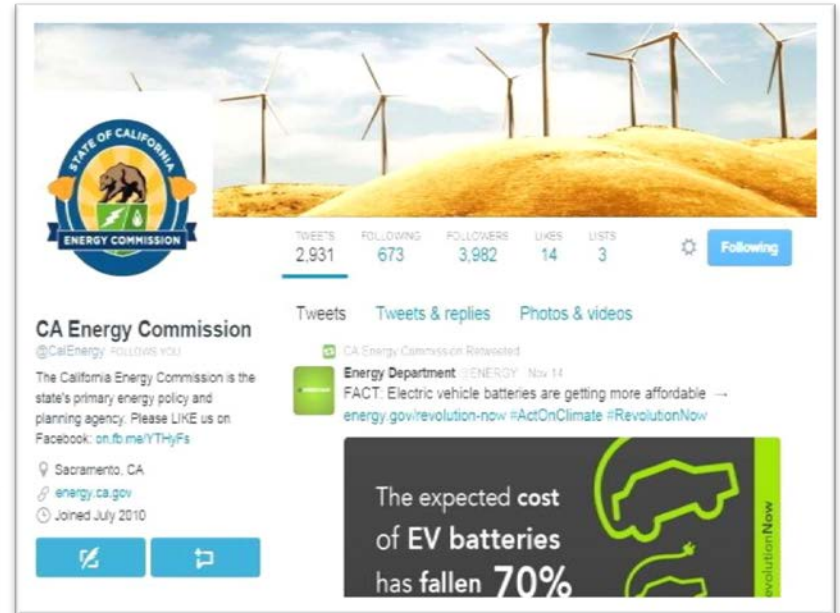 STATE OF CALIFORNIA
ENERGY COMMISSION
TWEETS FOLLOWING FOLLOWERS LIKES LISTS
2,931 673 3,982 14 3
Following
CA Energy Commission
@CalEnergy FOLLOWS YOU
The California Energy Commission is the
state's primary energy policy and
planning agency. Please LIKE us on
Facebook: on.fb.me/YTHyFs
Sacramento, CA
energy.ca.gov
Joined July 2010
Tweets Tweets & replies Photos & videos
CA Energy Commission Retweeted
Energy Department @ENERGY Nov 14
FACT: Electric vehicle batteries are getting more affordable →
energy.gov/revolution-now #ActOnClimate #RevolutionNow
The expected cost
of EV batteries
has fallen 70%
evolutionNow